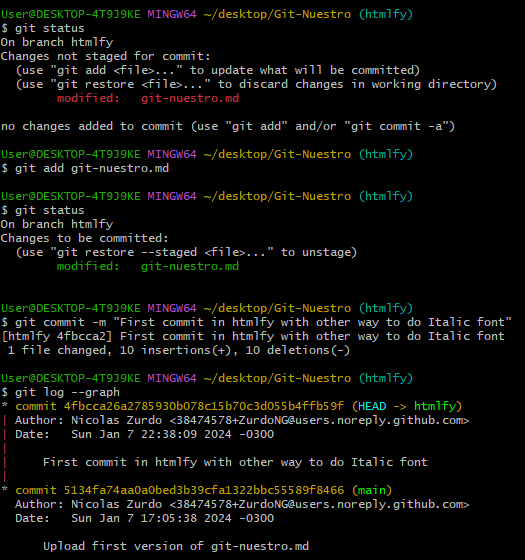 User@DESKTOP-4T9J9KE MINGW64 ~/desktop/Git-Nuestro (htmlfy)
$ git status
On branch htmlfy
Changes not staged for commit:
  (use "git add <file>..." to update what will be committed)
  (use "git restore <file>..." to discard changes in working directory)
        modified:   git-nuestro.md

no changes added to commit (use "git add" and/or "git commit -a")

User@DESKTOP-4T9J9KE MINGW64 ~/desktop/Git-Nuestro (htmlfy)
$ git add git-nuestro.md

User@DESKTOP-4T9J9KE MINGW64 ~/desktop/Git-Nuestro (htmlfy)
$ git status
On branch htmlfy
Changes to be committed:
  (use "git restore --staged <file>..." to unstage)
        modified:   git-nuestro.md

User@DESKTOP-4T9J9KE MINGW64 ~/desktop/Git-Nuestro (htmlfy)
$ git commit -m "First commit in htmlfy with other way to do Italic font"
[htmlfy 4fbcca2] First commit in htmlfy with other way to do Italic font
 1 file changed, 10 insertions(+), 10 deletions(-)

User@DESKTOP-4T9J9KE MINGW64 ~/desktop/Git-Nuestro (htmlfy)
$ git log --graph
* commit 4fbcca26a2785930b078c15b70c3d055b4ffb59f (HEAD -> htmlfy)
| Author: Nicolas Zurdo <38474578+ZurdoNG@users.noreply.github.com>
| Date:   Sun Jan 7 22:38:09 2024 -0300
|
|     First commit in htmlfy with other way to do Italic font
|
* commit 5134fa74aa0a0bed3b39cfa1322bbc55589f8466 (main)
  Author: Nicolas Zurdo <38474578+ZurdoNG@users.noreply.github.com>
  Date:   Sun Jan 7 17:05:38 2024 -0300

      Upload first version of git-nuestro.md